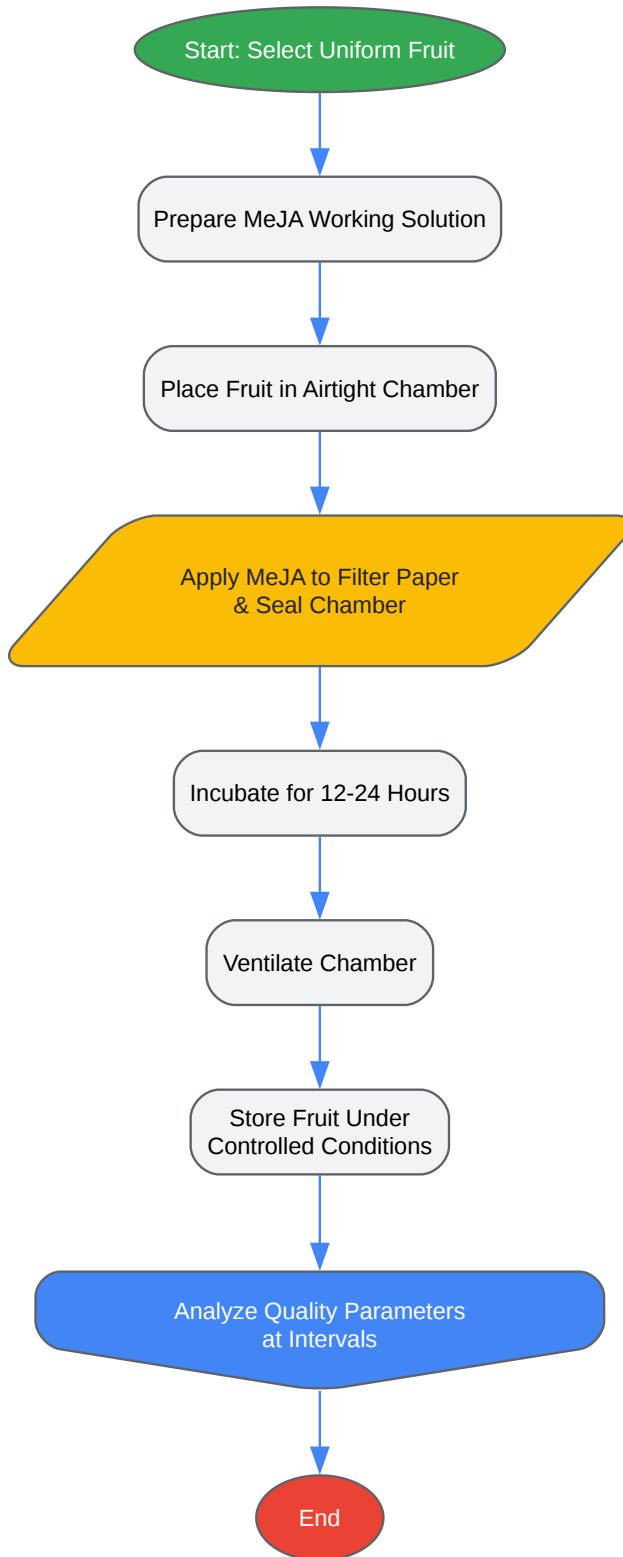 Start: Select Uniform Fruit
Prepare MeJA Working Solution
Place Fruit in Airtight Chamber
Apply MeJA to Filter Paper
& Seal Chamber
Incubate for 12-24 Hours
Ventilate Chamber
Store Fruit Under
Controlled Conditions
Analyze Quality Parameters
at Intervals
End